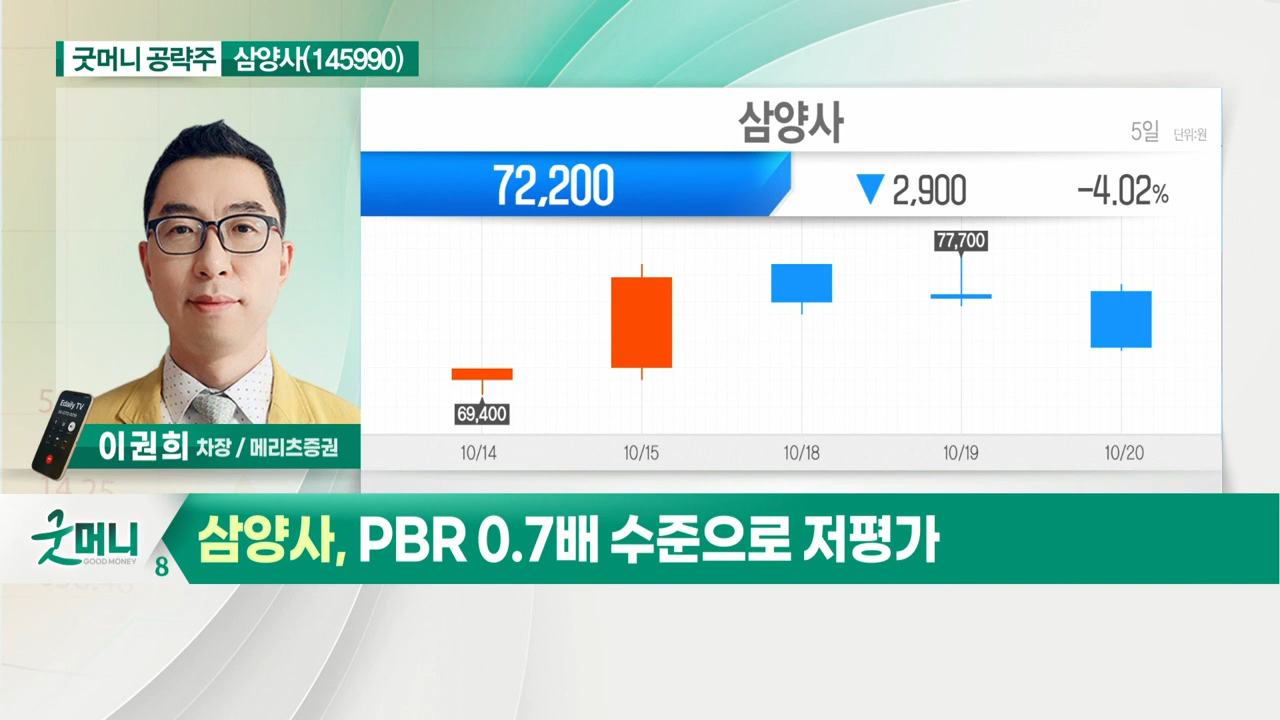 굿머니 공략주 삼양사(145990)
삼양사
5일 단위:원
72,200 ▼ 2,900 -4.02%
77,700
69,400
10/14 10/15 10/18 10/19 10/20
Edaily TV
이권희 차장 / 메리츠증권
14.25
굿머니
GOOD MONEY
8
삼양사, PBR 0.7배 수준으로 저평가